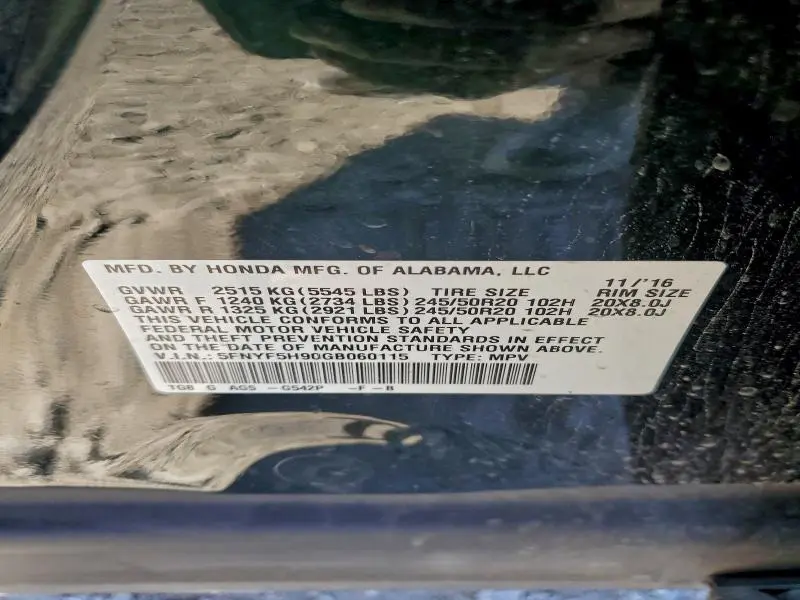 MFD. BY HONDA MFG. OF ALABAMA, LLC 11/'16
GVWR 2515 KG(5545 LBS) TIRE SIZE RIM SIZE
GAWR F 1240 KG(2734 LBS) 245/50R20 102H 20X8.0J
GAWR R 1325 KG(2921 LBS) 245/50R20 102H 20X8.0J
THIS VEHICLE CONFORMS TO ALL APPLICABLE
FEDERAL MOTOR VEHICLE SAFETY
AND THEFT PREVENTION STANDARDS IN EFFECT
ON THE DATE OF MANUFACTURE SHOWN ABOVE.
V.I.N.: 5FNYF5H90GB060115 TYPE: MPV
TG8 G AG5 -G542P -F-B